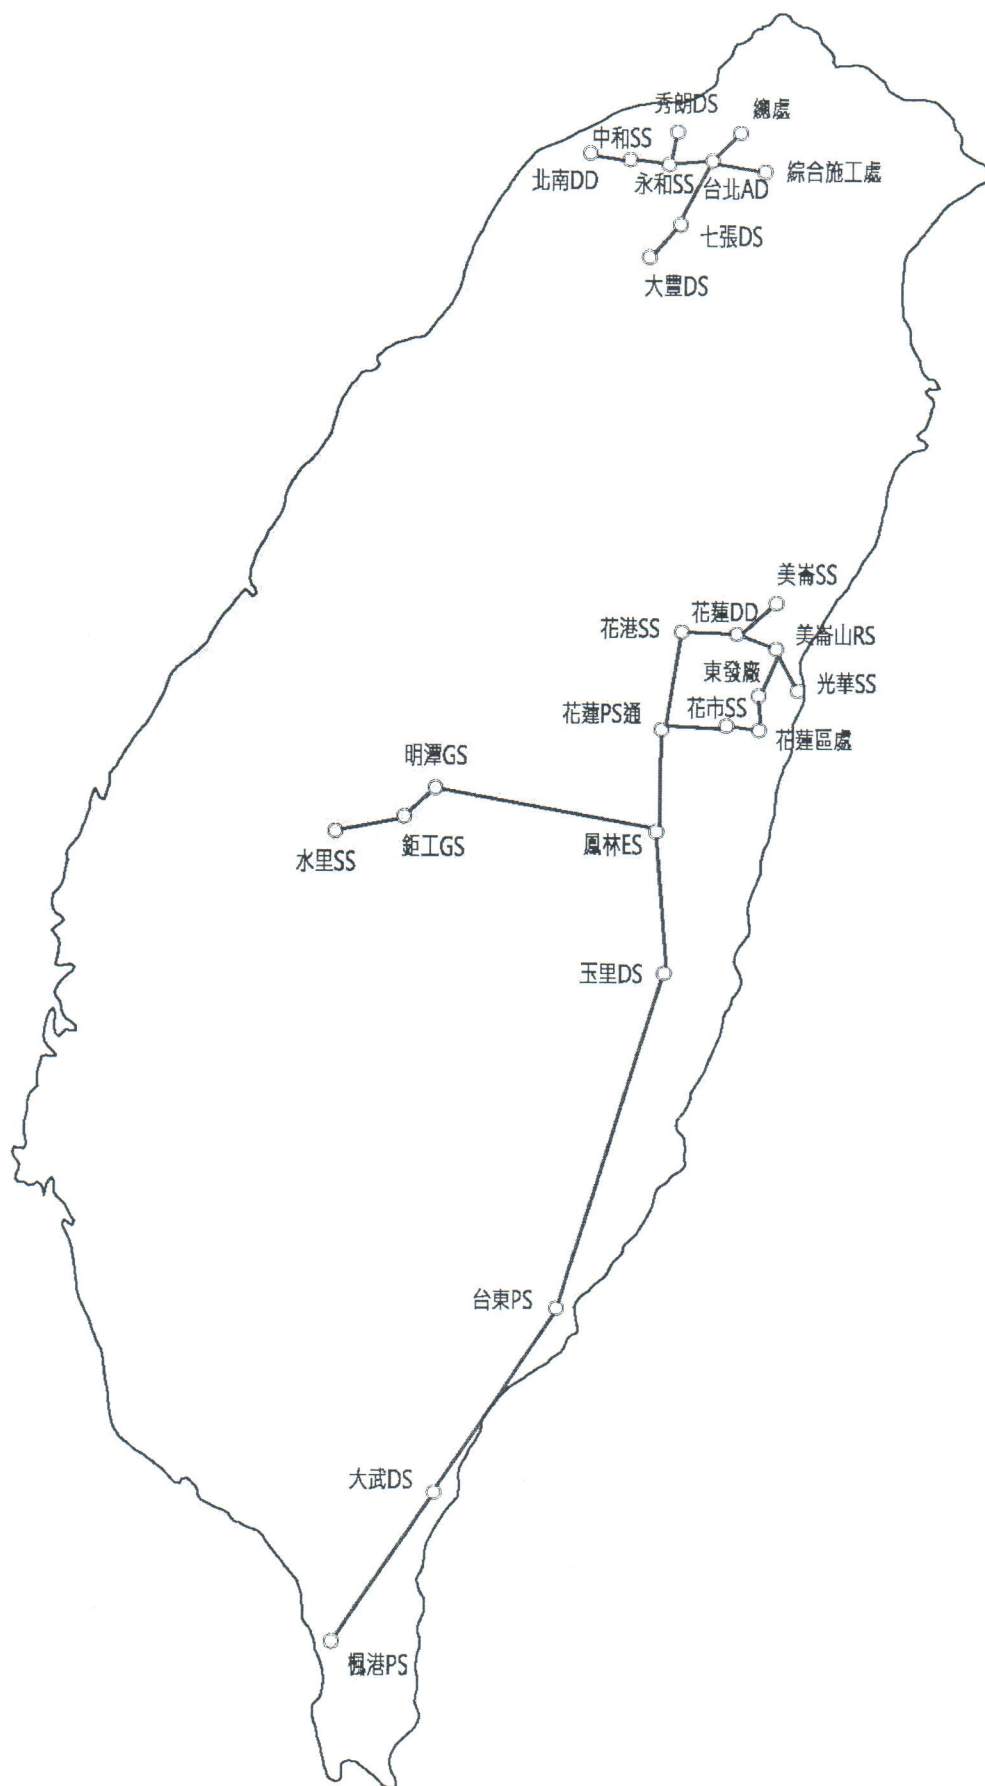 秀朗DS
總處
中和SS
北南DD
永和SS
台北AD
綜合施工處
七張DS
大豐DS
美崙SS
花蓮DD
花港SS
美崙山RS
東發廠
光華SS
花市SS
花蓮PS通
花蓮區處
明潭GS
鉅工GS
鳳林ES
水里SS
玉里DS
台東PS
大武DS
楓港PS